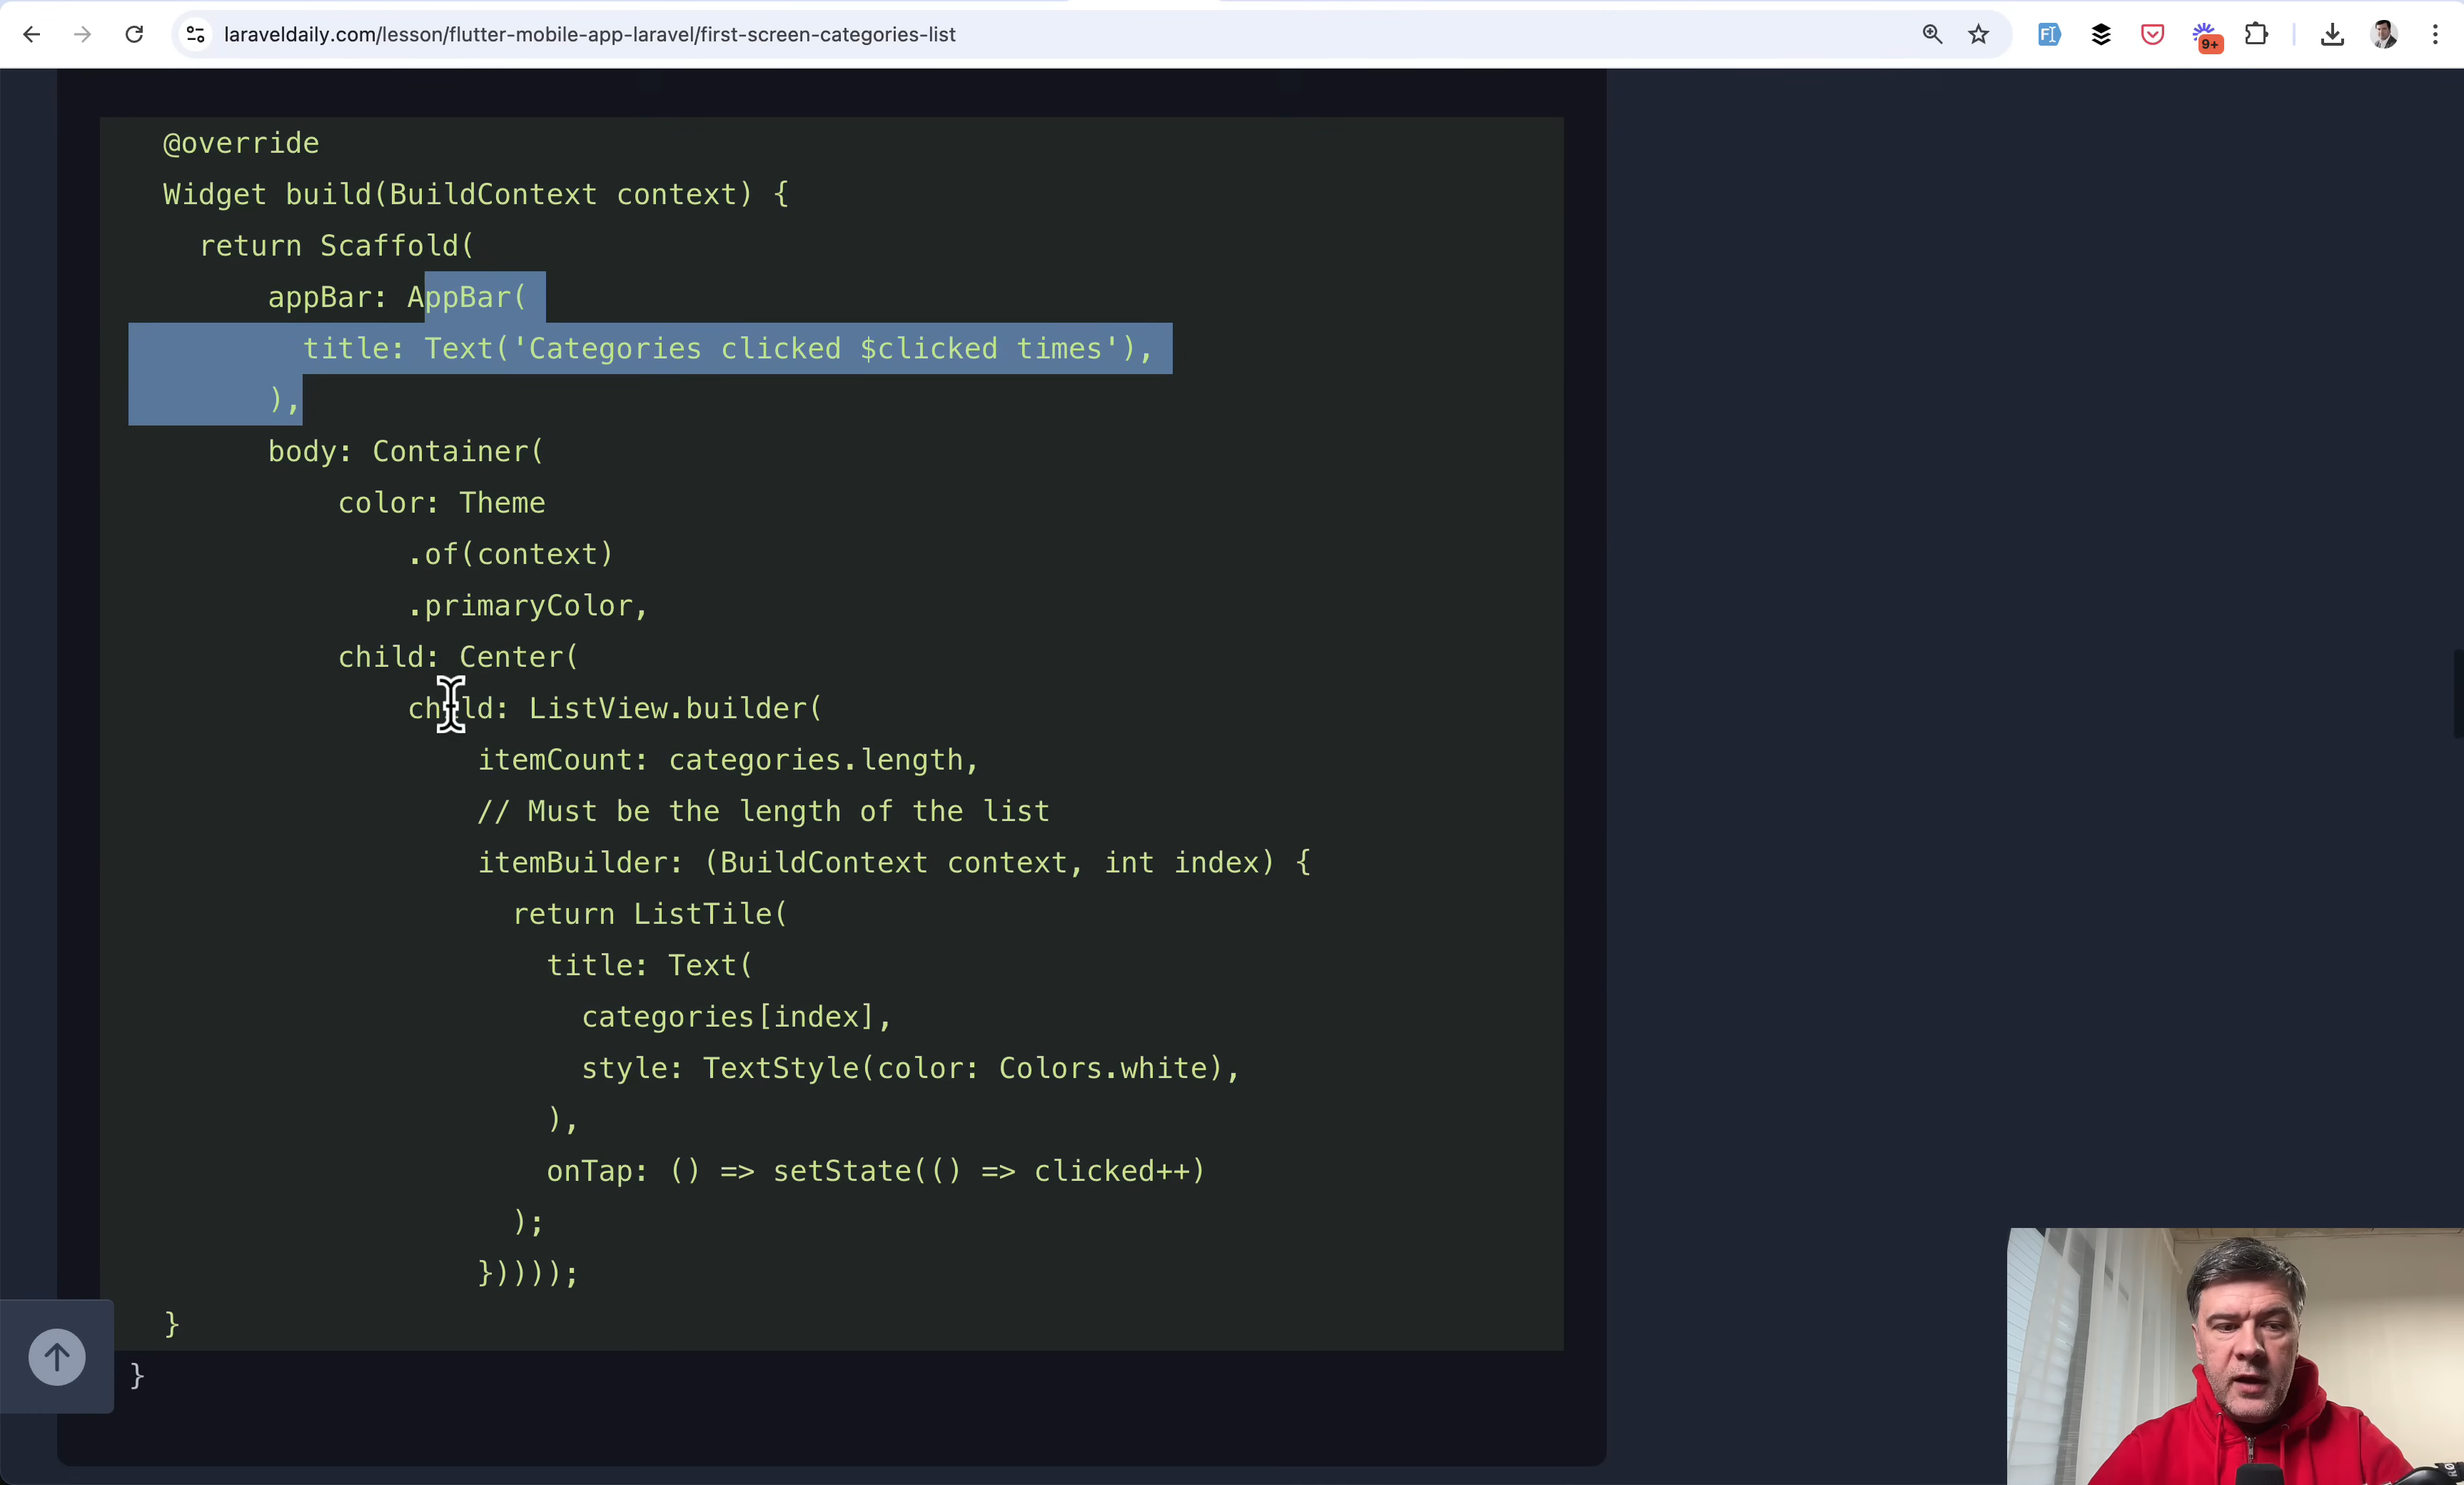 laraveldaily.com/lesson/flutter-mobile-app-laravel/first-screen-categories-list
9+
@override
Widget build(BuildContext context) {
return Scaffold(
appBar: AppBar(
title: Text('Categories clicked $clicked times'),
),
body: Container(
color: Theme
.of(context)
.primaryColor,
child: Center(
child: ListView.builder(
itemCount: categories.length,
// Must be the length of the list
itemBuilder: (BuildContext context, int index) {
return ListTile(
title: Text(
categories[index],
style: TextStyle(color: Colors.white),
),
onTap: () => setState(() => clicked++)
);
}))));
}
}